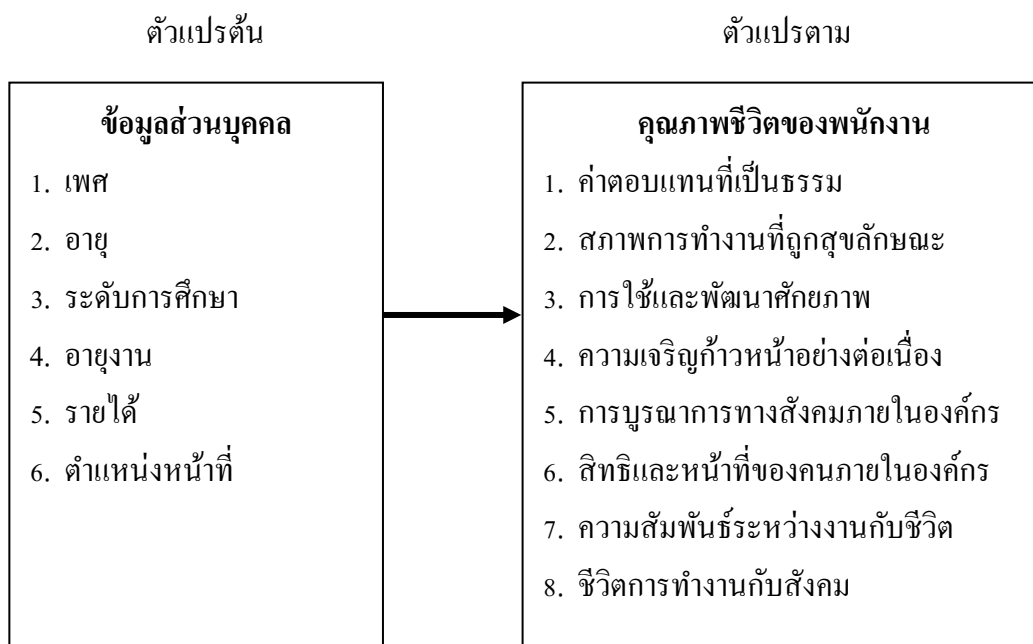 ตัวแปรต้น
ตัวแปรตาม
ข้อมูลส่วนบุคคล
1. เพศ
2. อายุ
3. ระดับการศึกษา
4. อายุงาน
5. รายได้
6. ตำแหน่งหน้าที่
คุณภาพชีวิตของพนักงาน
1. ค่าตอบแทนที่เป็นธรรม
2. สภาพการทำงานที่ถูกสุขลักษณะ
3. การใช้และพัฒนาศักยภาพ
4. ความเจริญก้าวหน้าอย่างต่อเนื่อง
5. การบูรณาการทางสังคมภายในองค์กร
6. สิทธิและหน้าที่ของคนภายในองค์กร
7. ความสัมพันธ์ระหว่างงานกับชีวิต
8. ชีวิตการทำงานกับสังคม